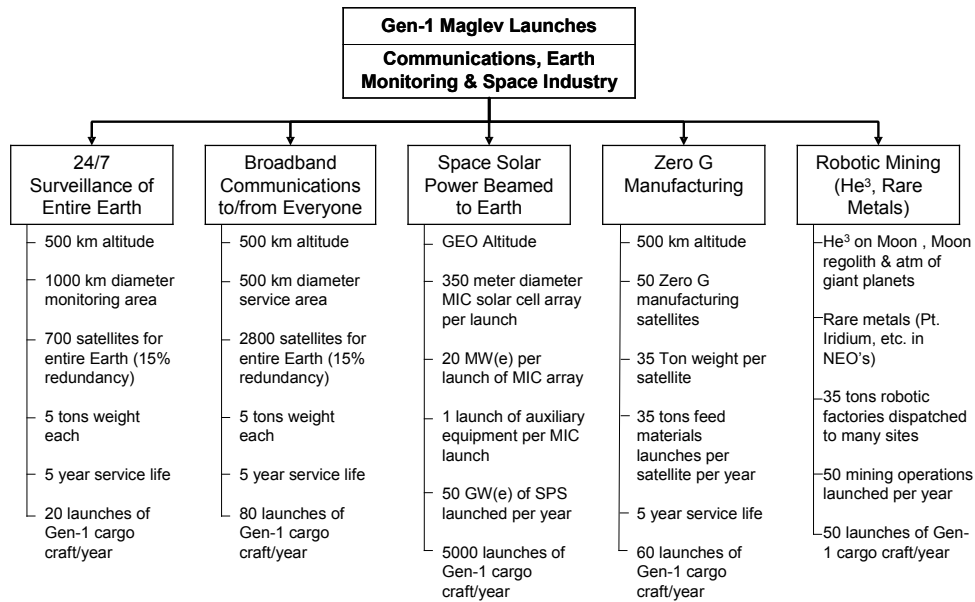 Gen-1 Maglev Launches
Communications, Earth
Monitoring & Space Industry
24/7
Surveillance of
Entire Earth
500 km altitude
1000 km diameter
monitoring area
700 satellites for
entire Earth (15%
redundancy)
5 tons weight
each
5 year service life
20 launches of
Gen-1 cargo
craft/year
Broadband
Communications
to/from Everyone
500 km altitude
500 km diameter
service area
2800 satellites for
entire Earth (15%
redundancy)
5 tons weight
each
5 year service life
80 launches of
Gen-1 cargo
craft/year
Space Solar
Power Beamed
to Earth
GEO Altitude
350 meter diameter
MIC solar cell array
per launch
20 MW(e) per
launch of MIC array
1 launch of auxiliary
equipment per MIC
launch
50 GW(e) of SPS
launched per year
5000 launches of
Gen-1 cargo
craft/year
Zero G
Manufacturing
500 km altitude
50 Zero G
manufacturing
satellites
35 Ton weight per
satellite
35 tons feed
materials
launches per
satellite per year
5 year service life
60 launches of
Gen-1 cargo
craft/year
Robotic Mining
(He³, Rare
Metals)
He³ on Moon , Moon
regolith & atm of
giant planets
Rare metals (Pt.
Iridium, etc. in
NEO's)
35 tons robotic
factories dispatched
to many sites
50 mining operations
launched per year
50 launches of Gen-
1 cargo craft/year